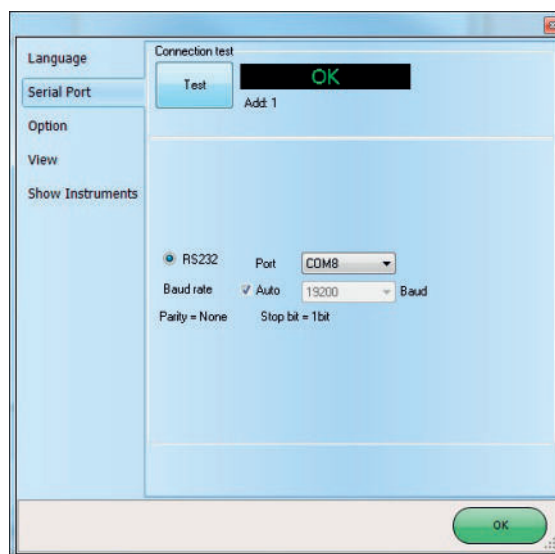 Language
Serial Port
Option
View
Show Instruments
Connection test
Test
OK
Add: 1
RS232
Port
COM8
Baud rate
Auto
19200
Baud
Parity = None
Stop bit = 1bit
OK